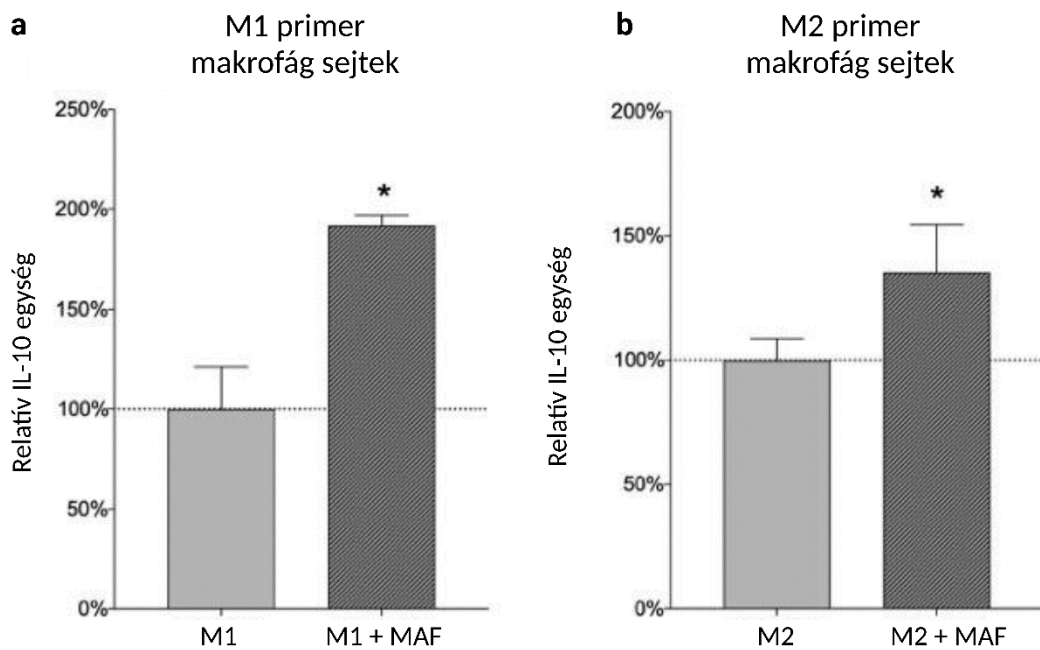 a
M1 primer
makrofág sejtek
250%
200%
150%
100%
50%
0%
Relatív IL-10 egység
*
M1
M1 + MAF
b
M2 primer
makrofág sejtek
200%
150%
100%
50%
0%
Relatív IL-10 egység
*
M2
M2 + MAF